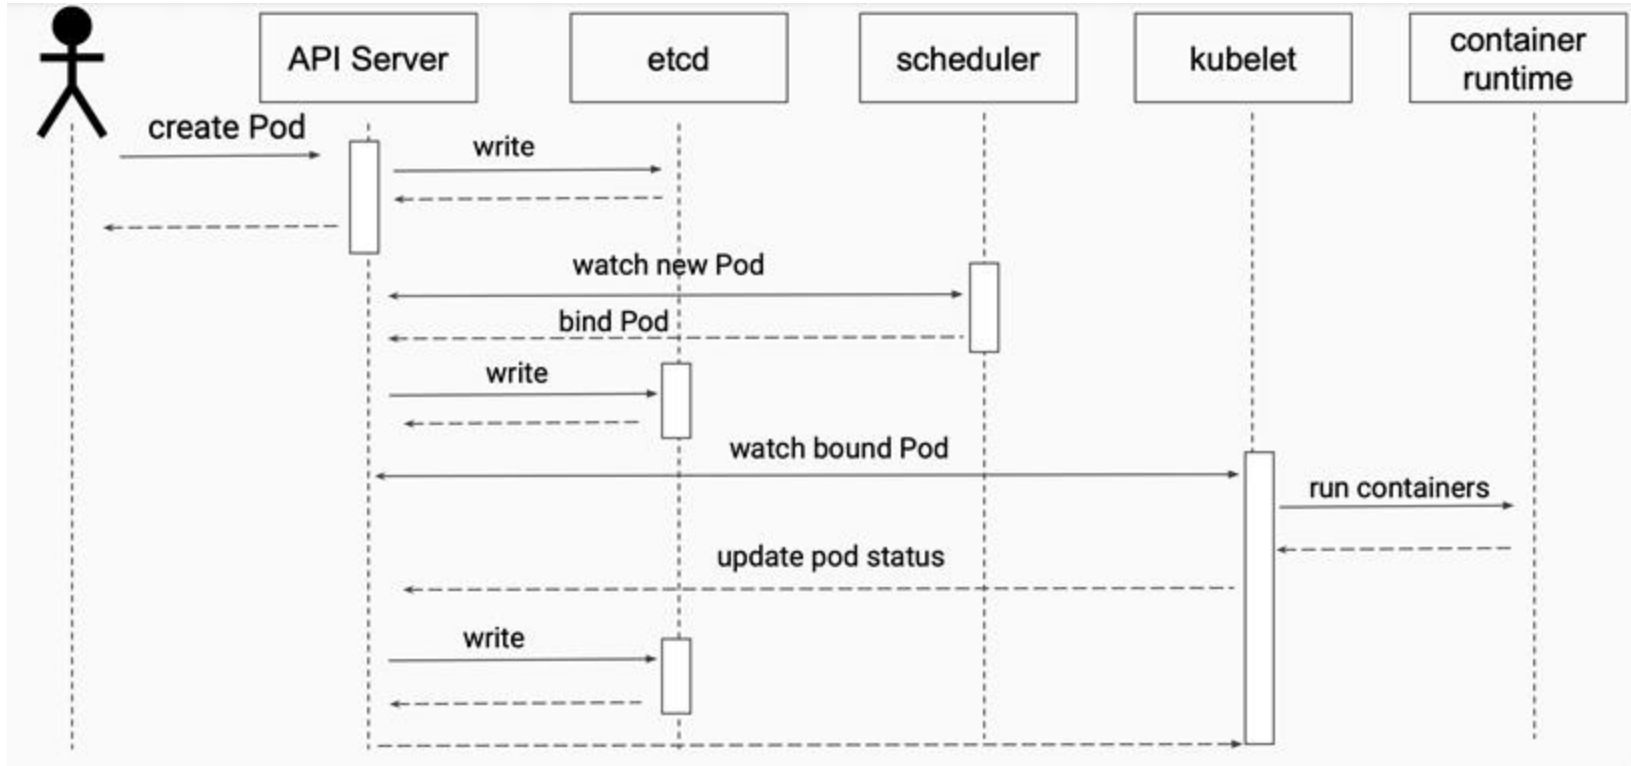 API Server
etcd
scheduler
kubelet
container
runtime
create Pod
write
watch new Pod
bind Pod
write
watch bound Pod
run containers
update pod status
write